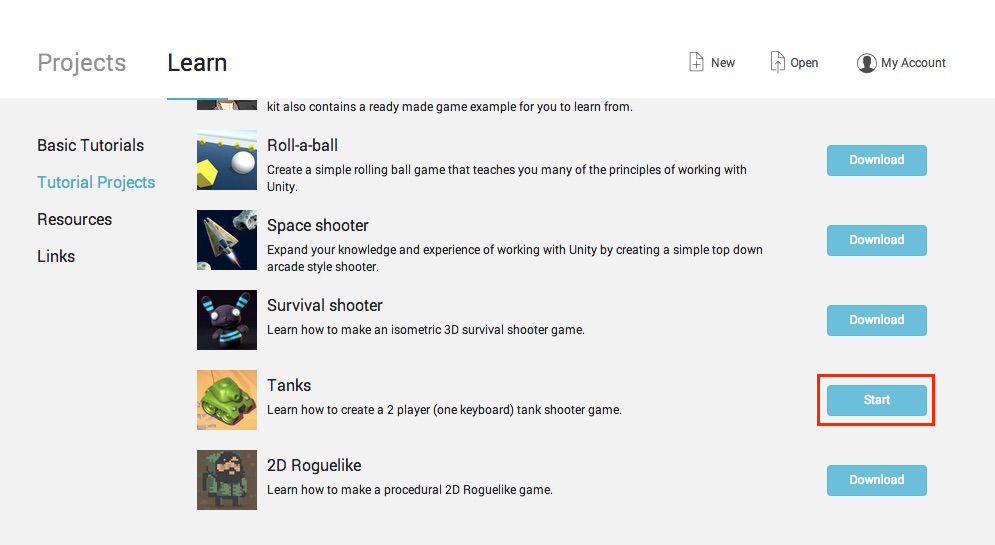 Projects
Learn
New
Open
My Account
kit also contains a ready made game example for you to learn from.
Basic Tutorials
Tutorial Projects
Resources
Links
Roll-a-ball
Create a simple rolling ball game that teaches you many of the principles of working with
Unity.
Download
Space shooter
Expand your knowledge and experience of working with Unity by creating a simple top down
arcade style shooter.
Download
Survival shooter
Learn how to make an isometric 3D survival shooter game.
Download
Tanks
Learn how to create a 2 player (one keyboard) tank shooter game.
Start
2D Roguelike
Learn how to make a procedural 2D Roguelike game.
Download